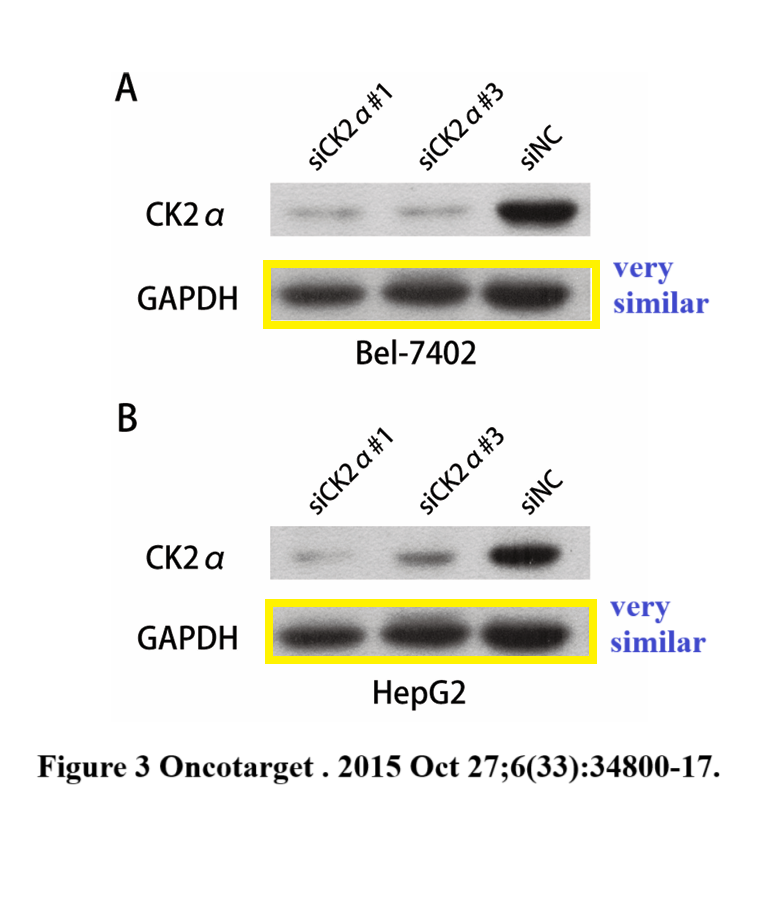 A
siCK2α#1
siCK2α#3
siNC
CK2α
GAPDH
very
similar
Bel-7402
B
siCK2α#1
siCK2α#3
siNC
CK2α
GAPDH
very
similar
HepG2
Figure 3 Oncotarget . 2015 Oct 27;6(33):34800-17.